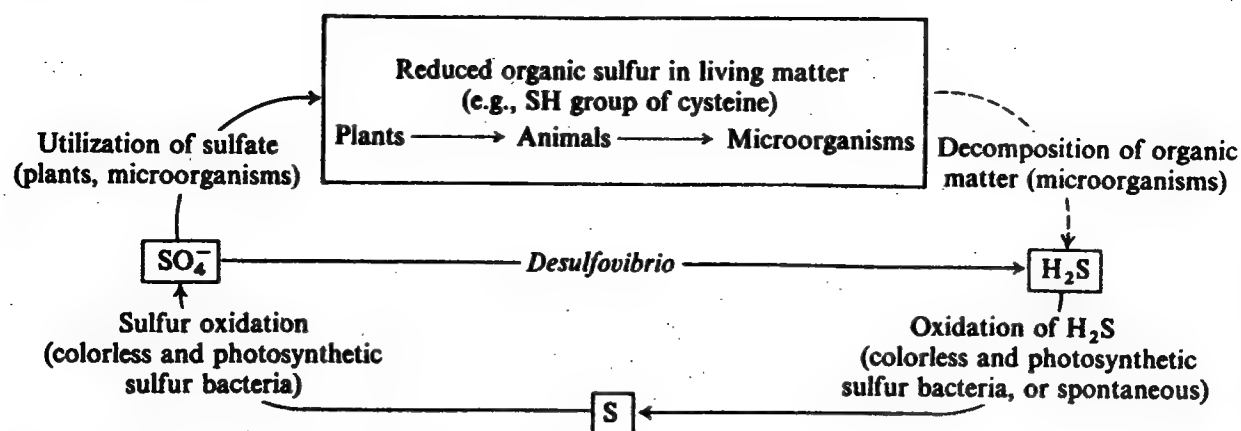 Reduced organic sulfur in living matter
(e.g., SH group of cysteine)
Plants → Animals → Microorganisms
Utilization of sulfate
(plants, microorganisms)
Decomposition of organic
matter (microorganisms)
SO₄⁻
Desulfovibrio
H₂S
Sulfur oxidation
(colorless and photosynthetic
sulfur bacteria)
Oxidation of H₂S
(colorless and photosynthetic
sulfur bacteria, or spontaneous)
S